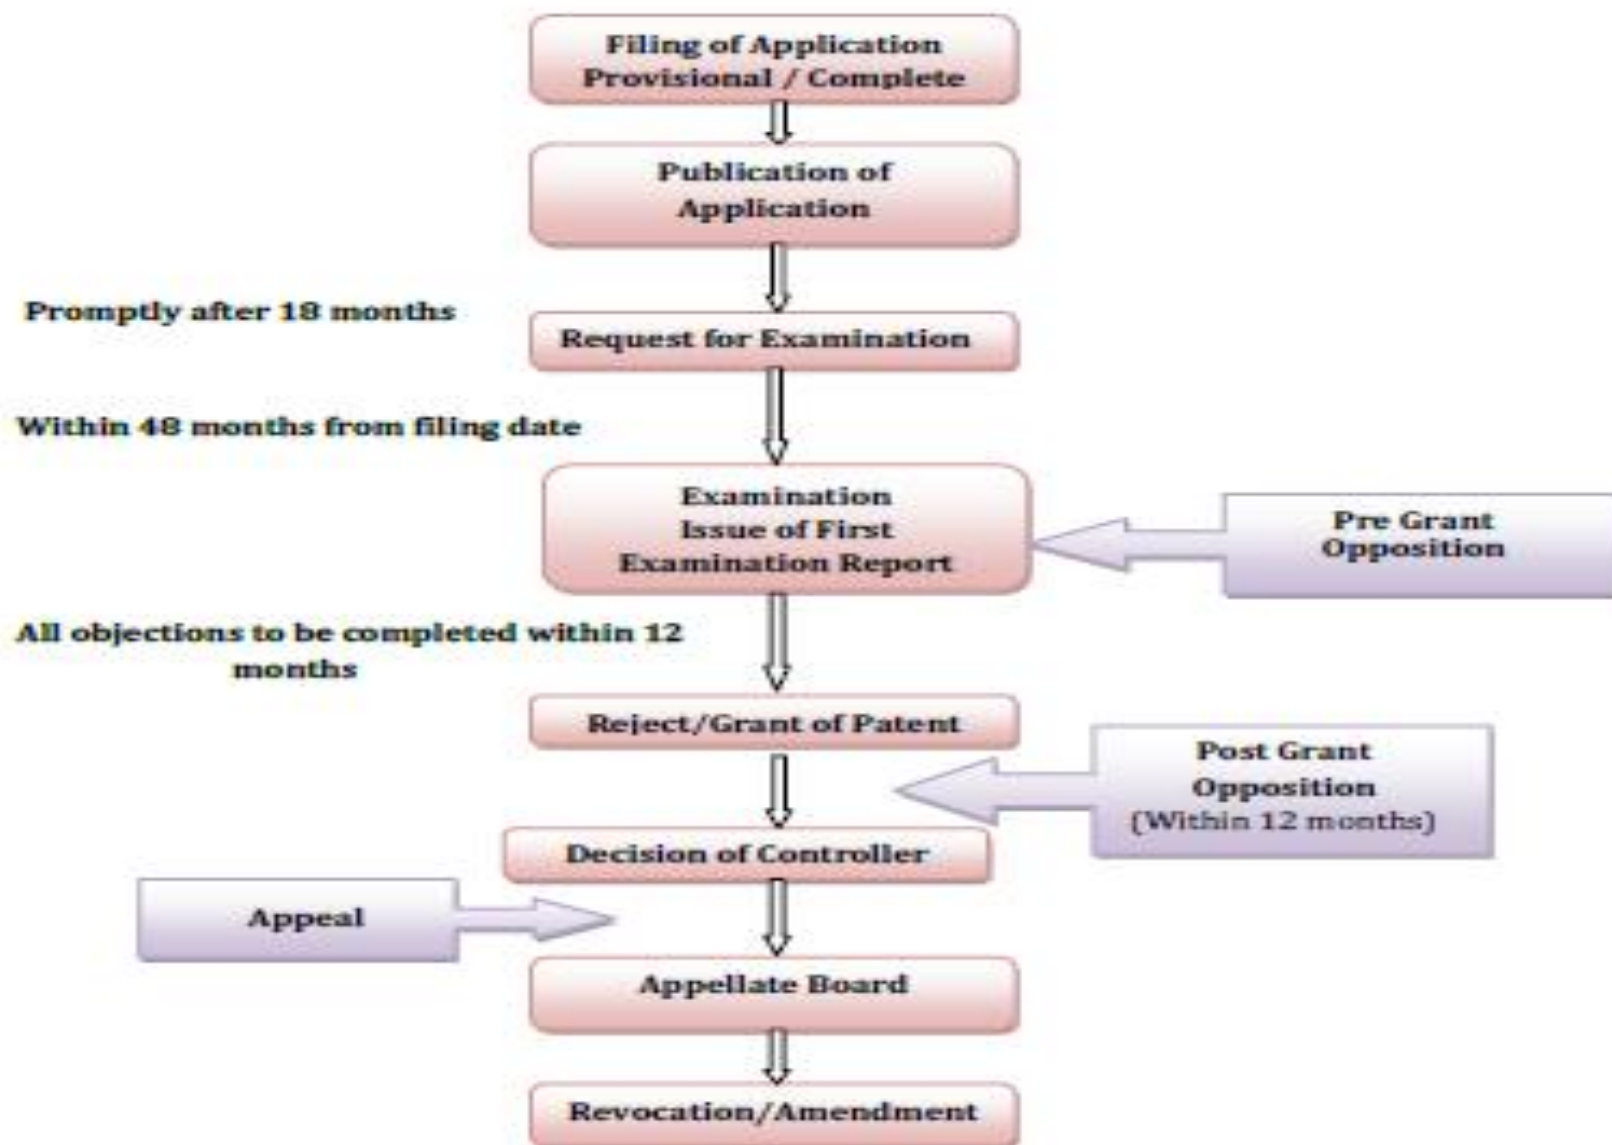 Filing of Application
Provisional / Complete
Publication of
Application
Promptly after 18 months
Request for Examination
Within 48 months from filing date
Examination
Issue of First
Examination Report
Pre Grant
Opposition
All objections to be completed within 12
months
Reject/Grant of Patent
Post Grant
Opposition
(Within 12 months)
Decision of Controller
Appeal
Appellate Board
Revocation/Amendment